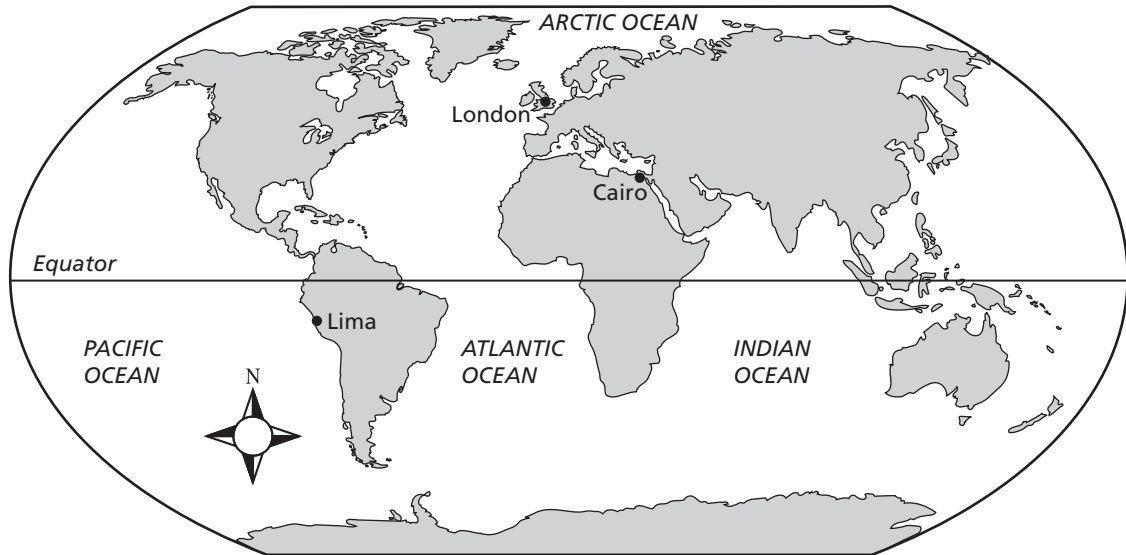 ARCTIC OCEAN
London
Cairo
Equator
Lima
PACIFIC
OCEAN
ATLANTIC
OCEAN
INDIAN
OCEAN
N